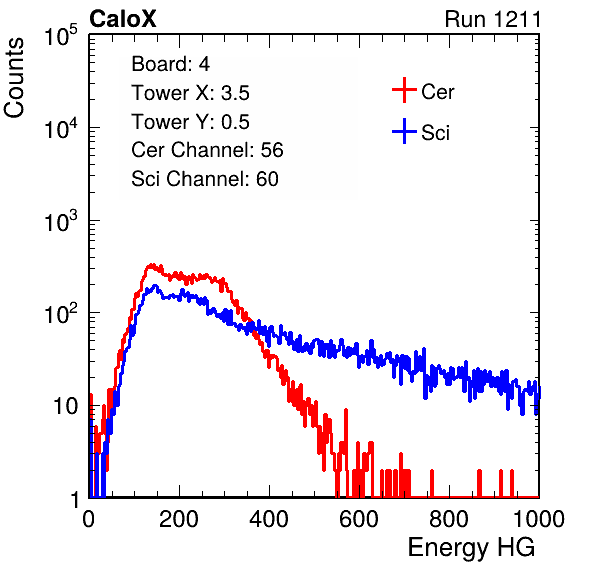 CaloX Run 1211
Counts
Board: 4
Tower X: 3.5
Tower Y: 0.5
Cer Channel: 56
Sci Channel: 60
Cer
Sci
10^5
10^4
10^3
10^2
10
1
0 200 400 600 800 1000
Energy HG